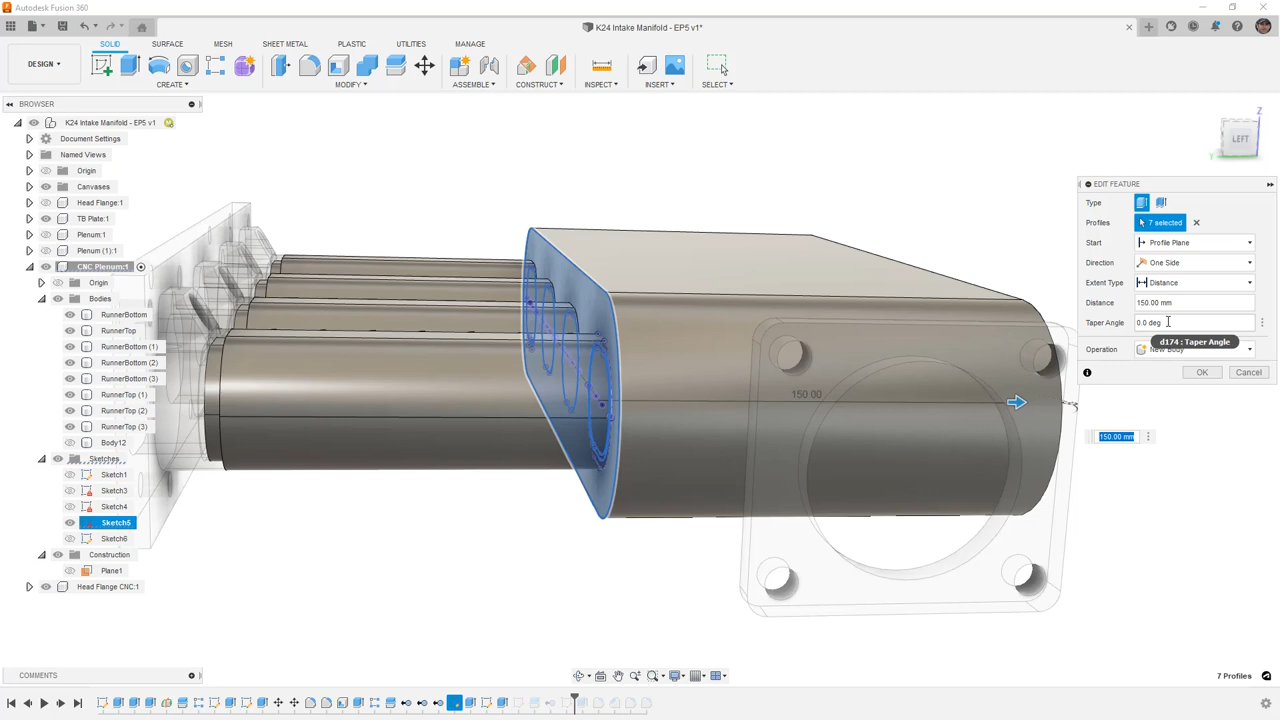 Autodesk Fusion 360
K24 Intake Manifold - EP5 v1*
SOLID SURFACE MESH SHEET METAL PLASTIC UTILITIES MANAGE
DESIGN
CREATE MODIFY ASSEMBLE CONSTRUCT INSPECT INSERT SELECT
BROWSER
K24 Intake Manifold - EP5 v1
Document Settings
Named Views
Origin
Canvases
Head Flange:1
TB Plate:1
Plenum:1
Plenum (1):1
CNC Plenum:1
Origin
Bodies
RunnerBottom
RunnerTop
RunnerBottom (1)
RunnerBottom (2)
RunnerBottom (3)
RunnerTop (1)
RunnerTop (2)
RunnerTop (3)
Body12
Sketches
Sketch1
Sketch3
Sketch4
Sketch5
Sketch6
Construction
Plane1
Head Flange CNC:1
LEFT
Z
Y
EDIT FEATURE
Type
Profiles 7 selected
Start Profile Plane
Direction One Side
Extent Type Distance
Distance 150.00 mm
Taper Angle 0.0 deg
d174 : Taper Angle
Operation New Body
OK Cancel
150.00
150.00 mm
COMMENTS
7 Profiles